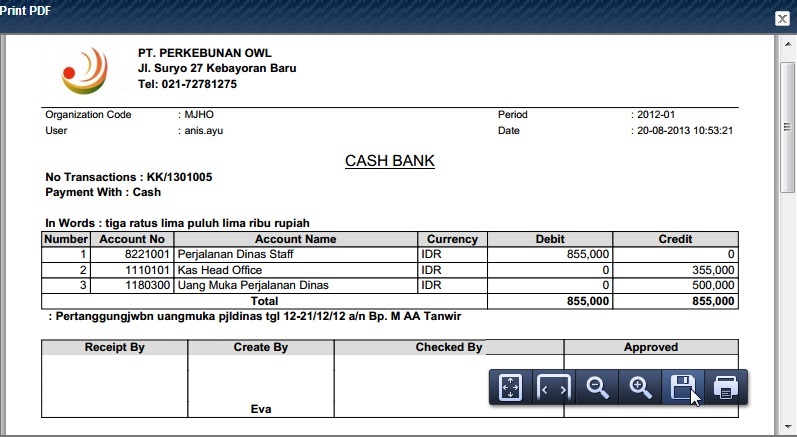 Print PDF
PT. PERKEBUNAN OWL
Jl. Suryo 27 Kebayoran Baru
Tel: 021-72781275
Organization Code : MJHO Period : 2012-01
User : anis.ayu Date : 20-08-2013 10:53:21
CASH BANK
No Transactions : KK/1301005
Payment With : Cash
In Words : tiga ratus lima puluh lima ribu rupiah
Number Account No Account Name Currency Debit Credit
1 8221001 Perjalanan Dinas Staff IDR 855,000 0
2 1110101 Kas Head Office IDR 0 355,000
3 1180300 Uang Muka Perjalanan Dinas IDR 0 500,000
Total 855,000 855,000
: Pertanggungjwbn uangmuka pjldinas tgl 12-21/12/12 a/n Bp. M AA Tanwir
Receipt By Create By Checked By Approved
Eva